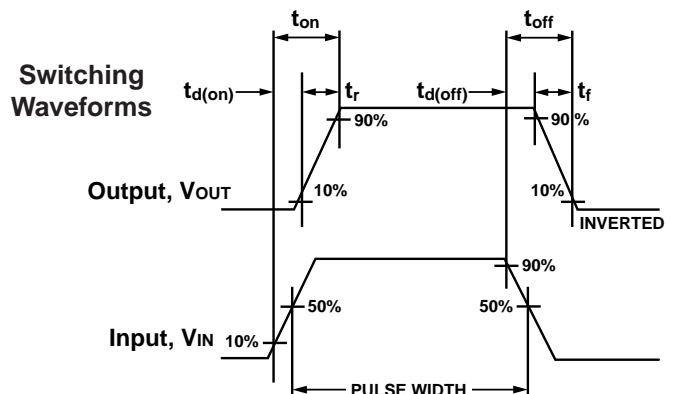 ton
toff
Switching
Waveforms
td(on)
tr
td(off)
tf
90%
90 %
Output, VOUT
10%
10%
INVERTED
90%
50%
50%
Input, VIN
10%
PULSE WIDTH